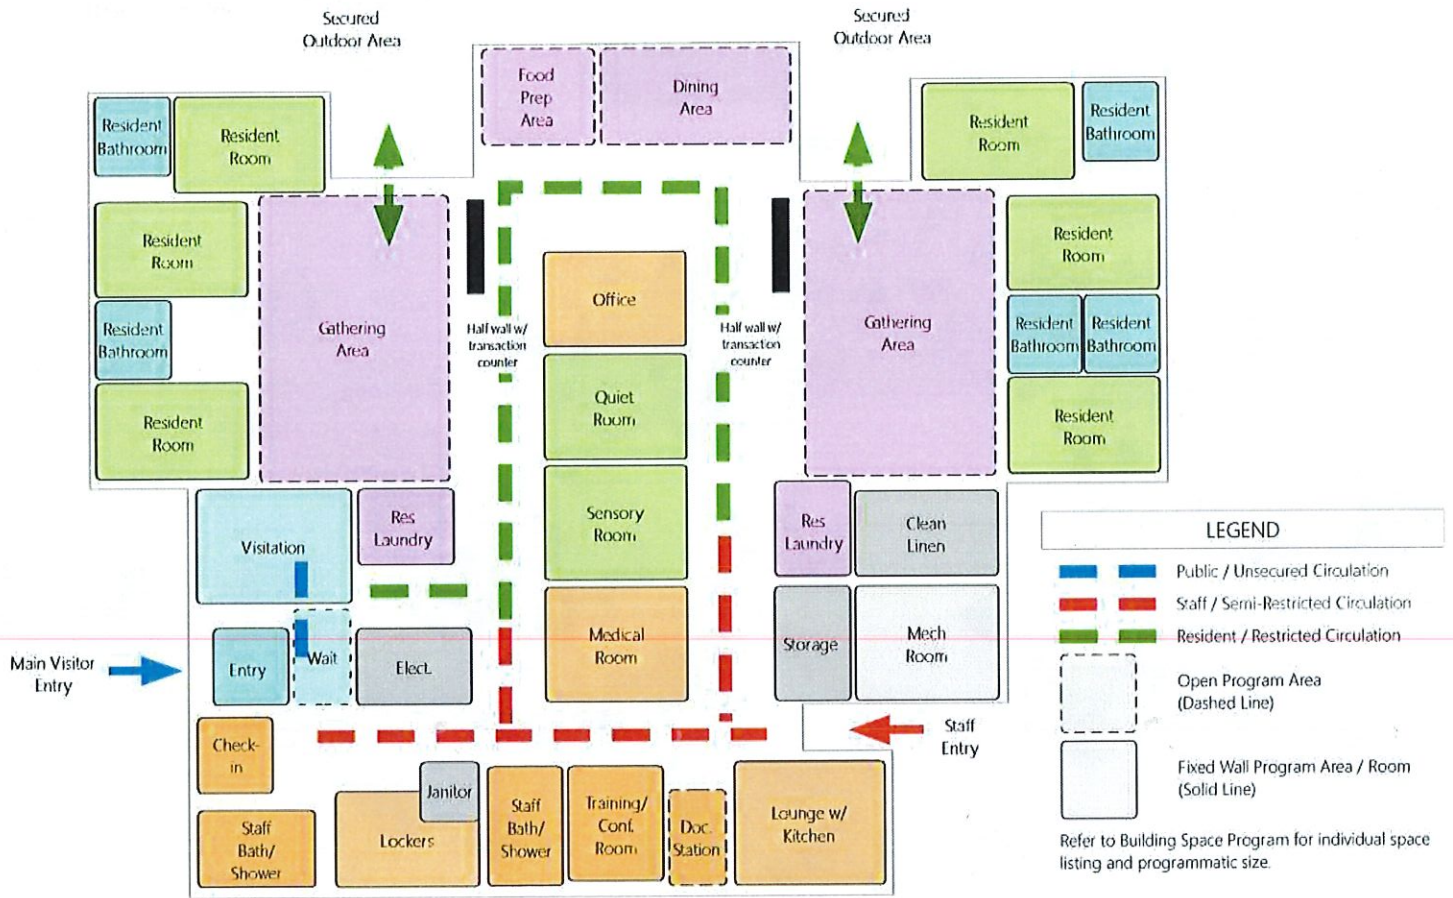 Secured
Outdoor Area
Secured
Outdoor Area
Food
Prep
Area
Dining
Area
Resident
Bathroom
Resident
Room
Resident
Room
Resident
Bathroom
Resident
Room
Resident
Room
Resident
Bathroom
Resident
Bathroom
Resident
Bathroom
Resident
Room
Resident
Room
Gathering
Area
Half wall w/
transaction
counter
Office
Half wall w/
transaction
counter
Gathering
Area
Quiet
Room
Sensory
Room
Medical
Room
Visitation
Res
Laundry
Res
Laundry
Clean
Linen
Main Visitor
Entry
Entry
Wait
Elect.
Storage
Mech
Room
Staff
Entry
Check-
in
Staff
Bath/
Shower
Lockers
Janitor
Staff
Bath/
Shower
Training/
Conf.
Room
Doc.
Station
Lounge w/
Kitchen
LEGEND
Public / Unsecured Circulation
Staff / Semi-Restricted Circulation
Resident / Restricted Circulation
Open Program Area
(Dashed Line)
Fixed Wall Program Area / Room
(Solid Line)
Refer to Building Space Program for individual space
listing and programmatic size.